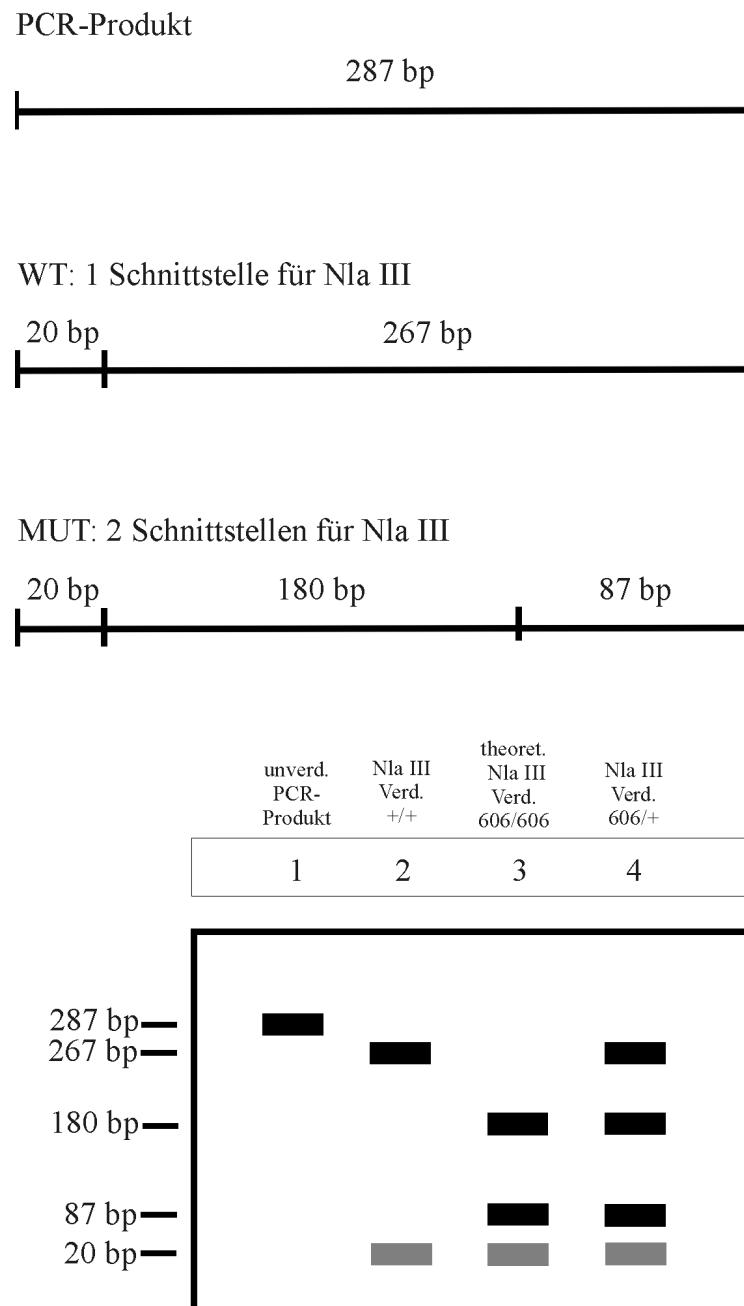 PCR-Produkt
287 bp
WT: 1 Schnittstelle für Nla III
20 bp 267 bp
MUT: 2 Schnittstellen für Nla III
20 bp 180 bp 87 bp
unverd.
PCR-
Produkt
Nla III
Verd.
+/+
theoret.
Nla III
Verd.
606/606
Nla III
Verd.
606/+
1 2 3 4
287 bp
267 bp
180 bp
87 bp
20 bp